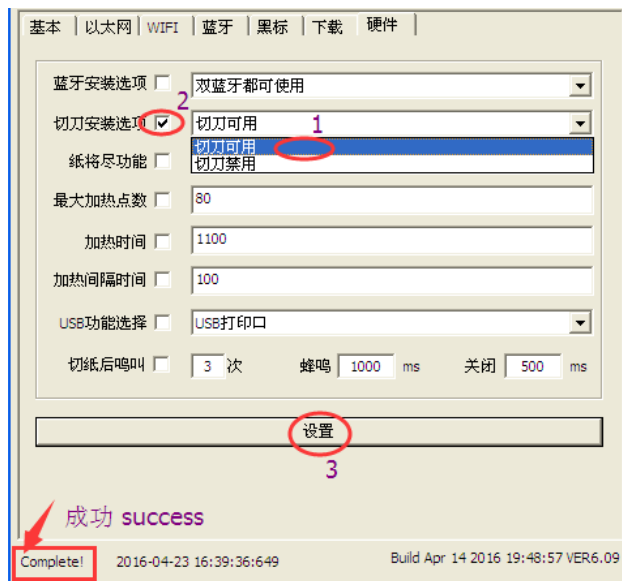 基本 以太网 WIFI 蓝牙 黑标 下载 硬件
蓝牙安装选项 双蓝牙都可使用
2
切刀安装选项 切刀可用 1
切刀可用
纸将尽功能 切刀禁用
最大加热点数 80
加热时间 1100
加热间隔时间 100
USB功能选择 USB打印口
切纸后鸣叫 3 次 蜂鸣 1000 ms 关闭 500 ms
设置
3
成功 success
Complete! 2016-04-23 16:39:36:649 Build Apr 14 2016 19:48:57 VER6.09